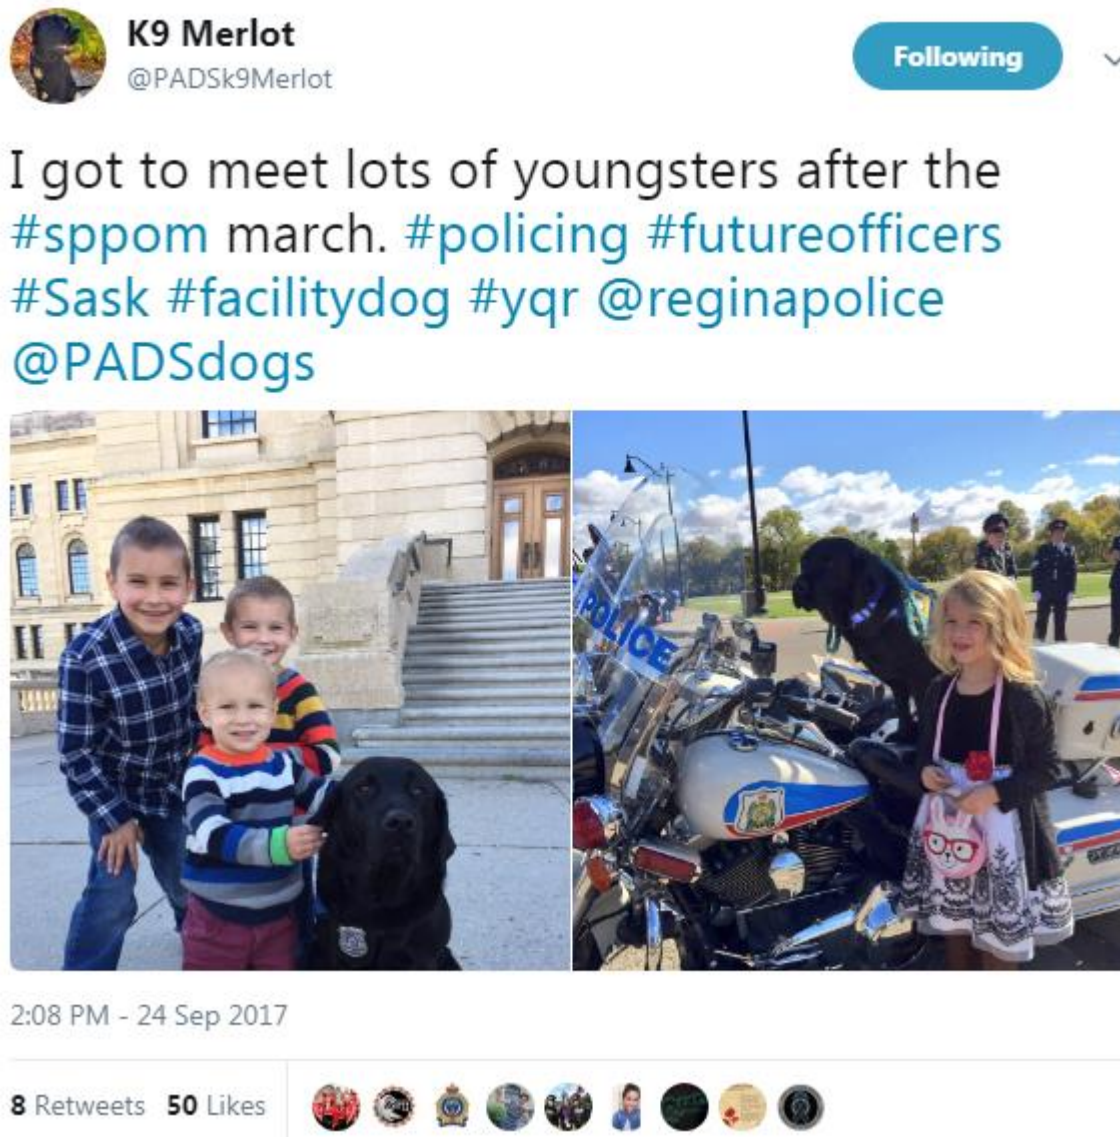 K9 Merlot
@PADSk9Merlot
Following
I got to meet lots of youngsters after the
#sppom march. #policing #futureofficers
#Sask #facilitydog #yqr @reginapolice
@PADSdogs
POLICE
2:08 PM - 24 Sep 2017
8 Retweets 50 Likes